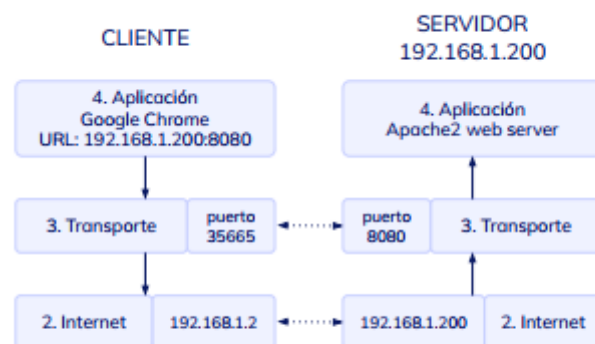 CLIENTE
SERVIDOR
192.168.1.200
4. Aplicación
Google Chrome
URL: 192.168.1.200:8080
4. Aplicación
Apache2 web server
3. Transporte
puerto
35665
puerto
8080
3. Transporte
2. Internet
192.168.1.2
192.168.1.200
2. Internet